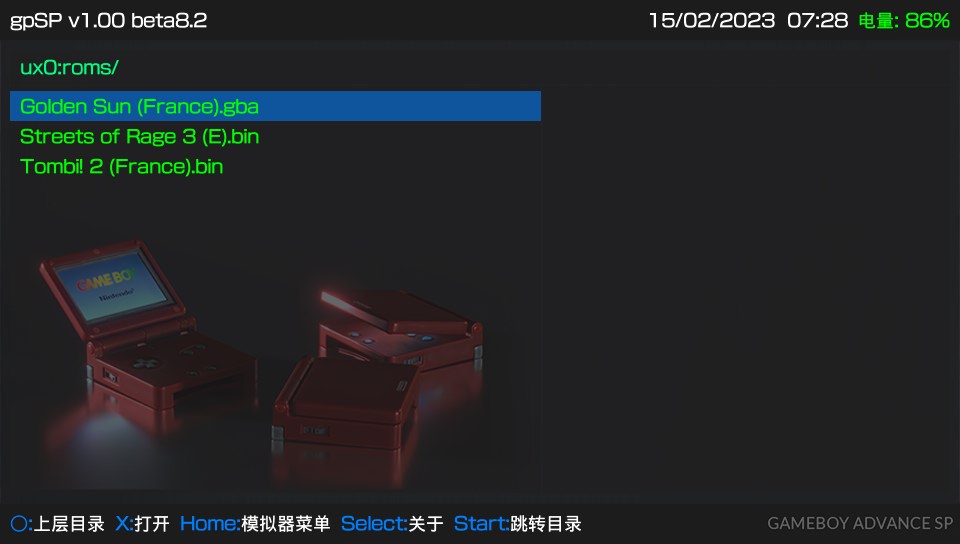 gpSP v1.00 beta8.2 15/02/2023 07:28 电量: 86%
ux0:roms/
Golden Sun (France).gba
Streets of Rage 3 (E).bin
Tombi! 2 (France).bin
GAME BOY
Nintendo
○:上层目录 X:打开 Home:模拟器菜单 Select:关于 Start:跳转目录 GAMEBOY ADVANCE SP